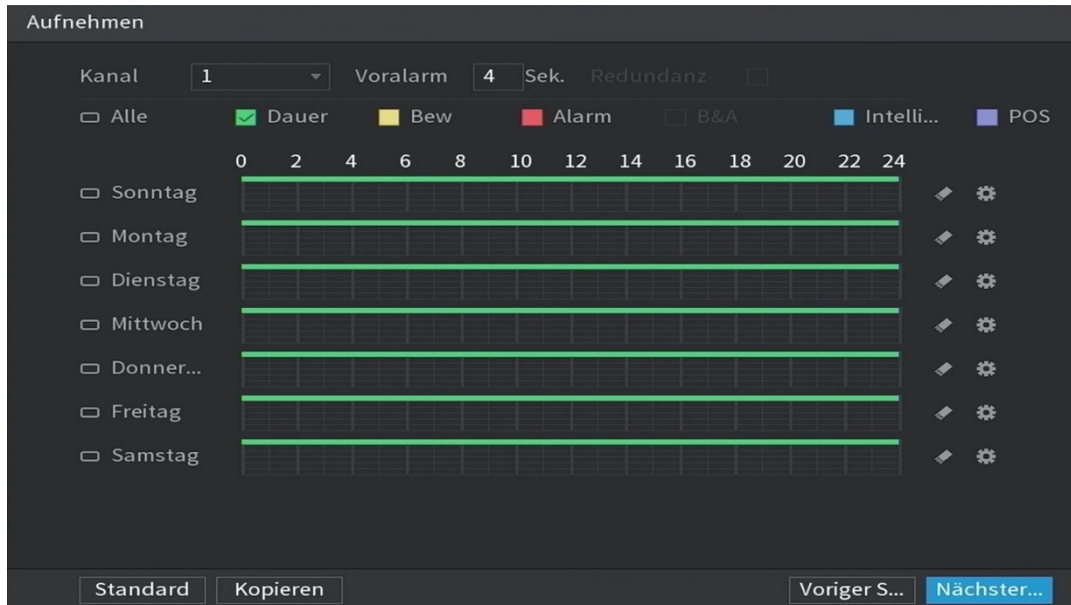 Aufnehmen
Kanal 1 Voralarm 4 Sek. Redundanz
Alle Dauer Bew Alarm B&A Intelli... POS
0 2 4 6 8 10 12 14 16 18 20 22 24
Sonntag
Montag
Dienstag
Mittwoch
Donner...
Freitag
Samstag
Standard Kopieren Voriger S... Nächster...